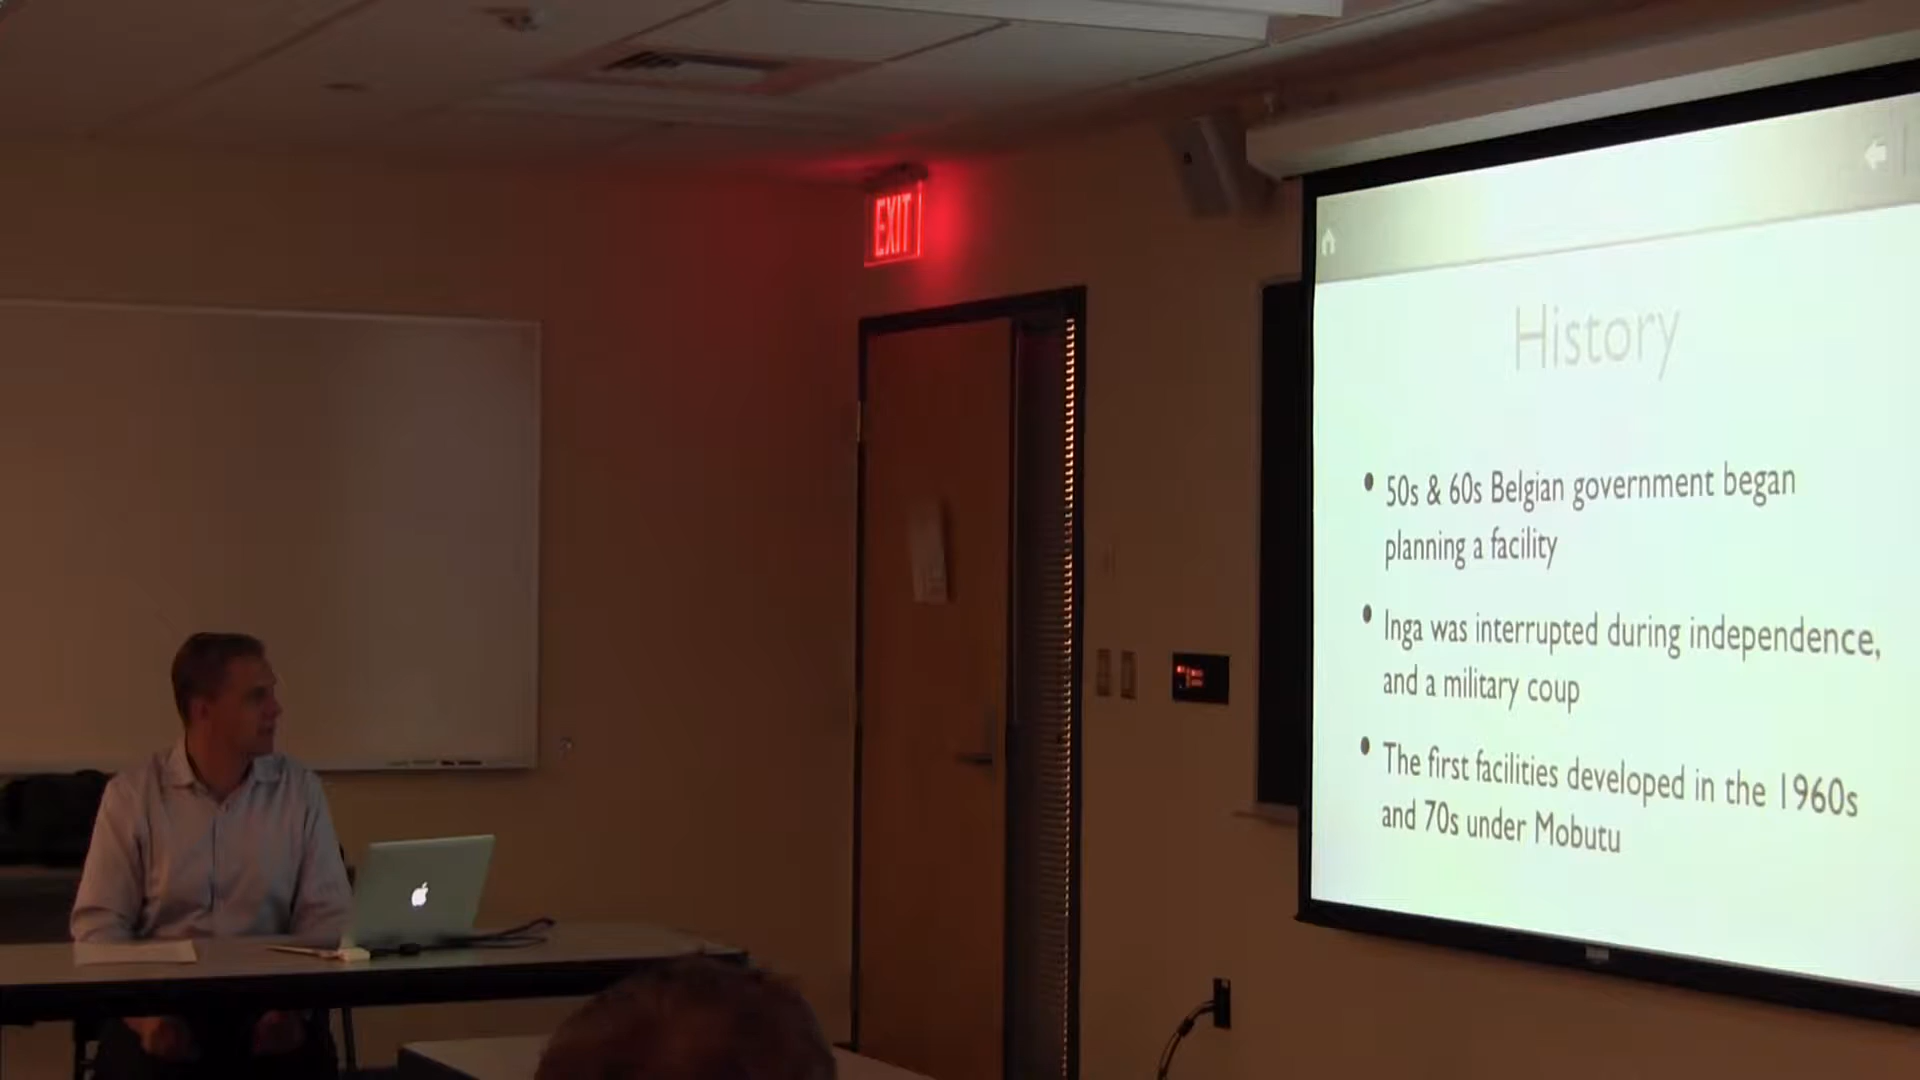 EXIT
History
• 50s & 60s Belgian government began
planning a facility
• Inga was interrupted during independence,
and a military coup
• The first facilities developed in the 1960s
and 70s under Mobutu